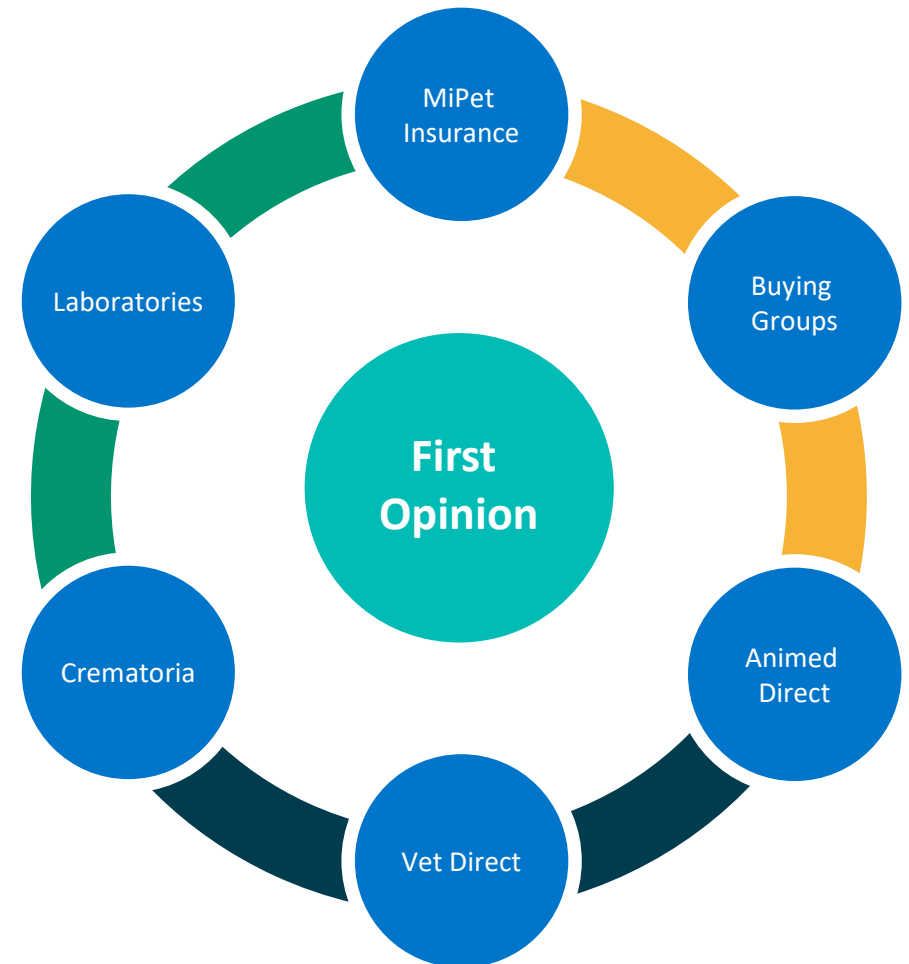 MiPet
Insurance
Buying
Groups
Laboratories
First
Opinion
Animed
Direct
Crematoria
Vet Direct